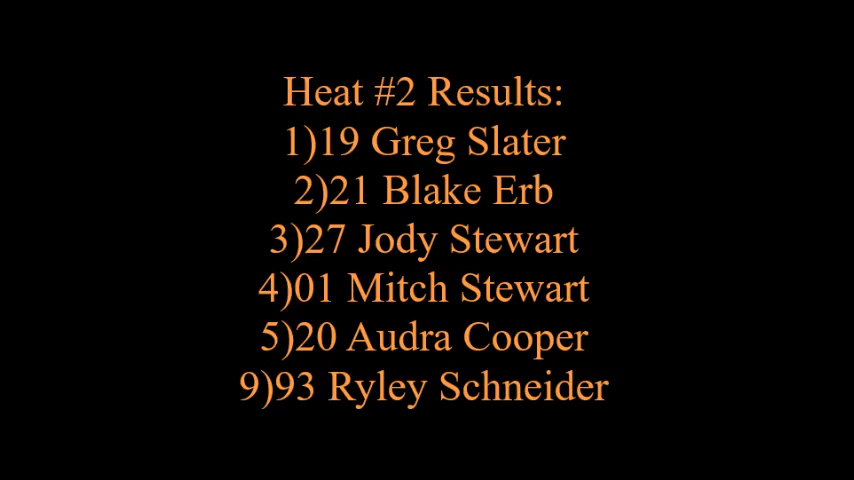 Heat #2 Results:
1)19 Greg Slater
2)21 Blake Erb
3)27 Jody Stewart
4)01 Mitch Stewart
5)20 Audra Cooper
9)93 Ryley Schneider